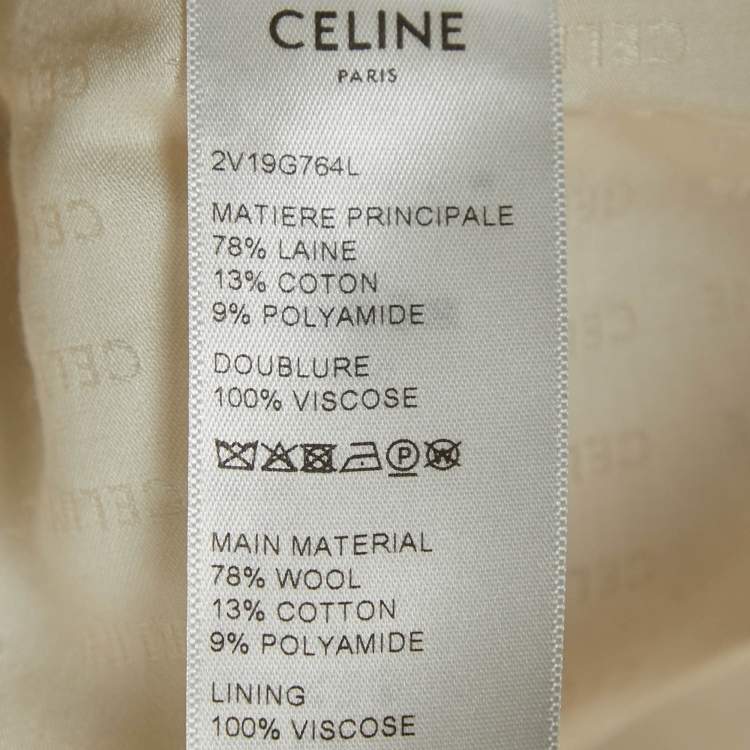 CELINE
PARIS
2V19G764L
MATIERE PRINCIPALE
78% LAINE
13% COTON
9% POLYAMIDE
DOUBLURE
100% VISCOSE
MAIN MATERIAL
78% WOOL
13% COTTON
9% POLYAMIDE
LINING
100% VISCOSE